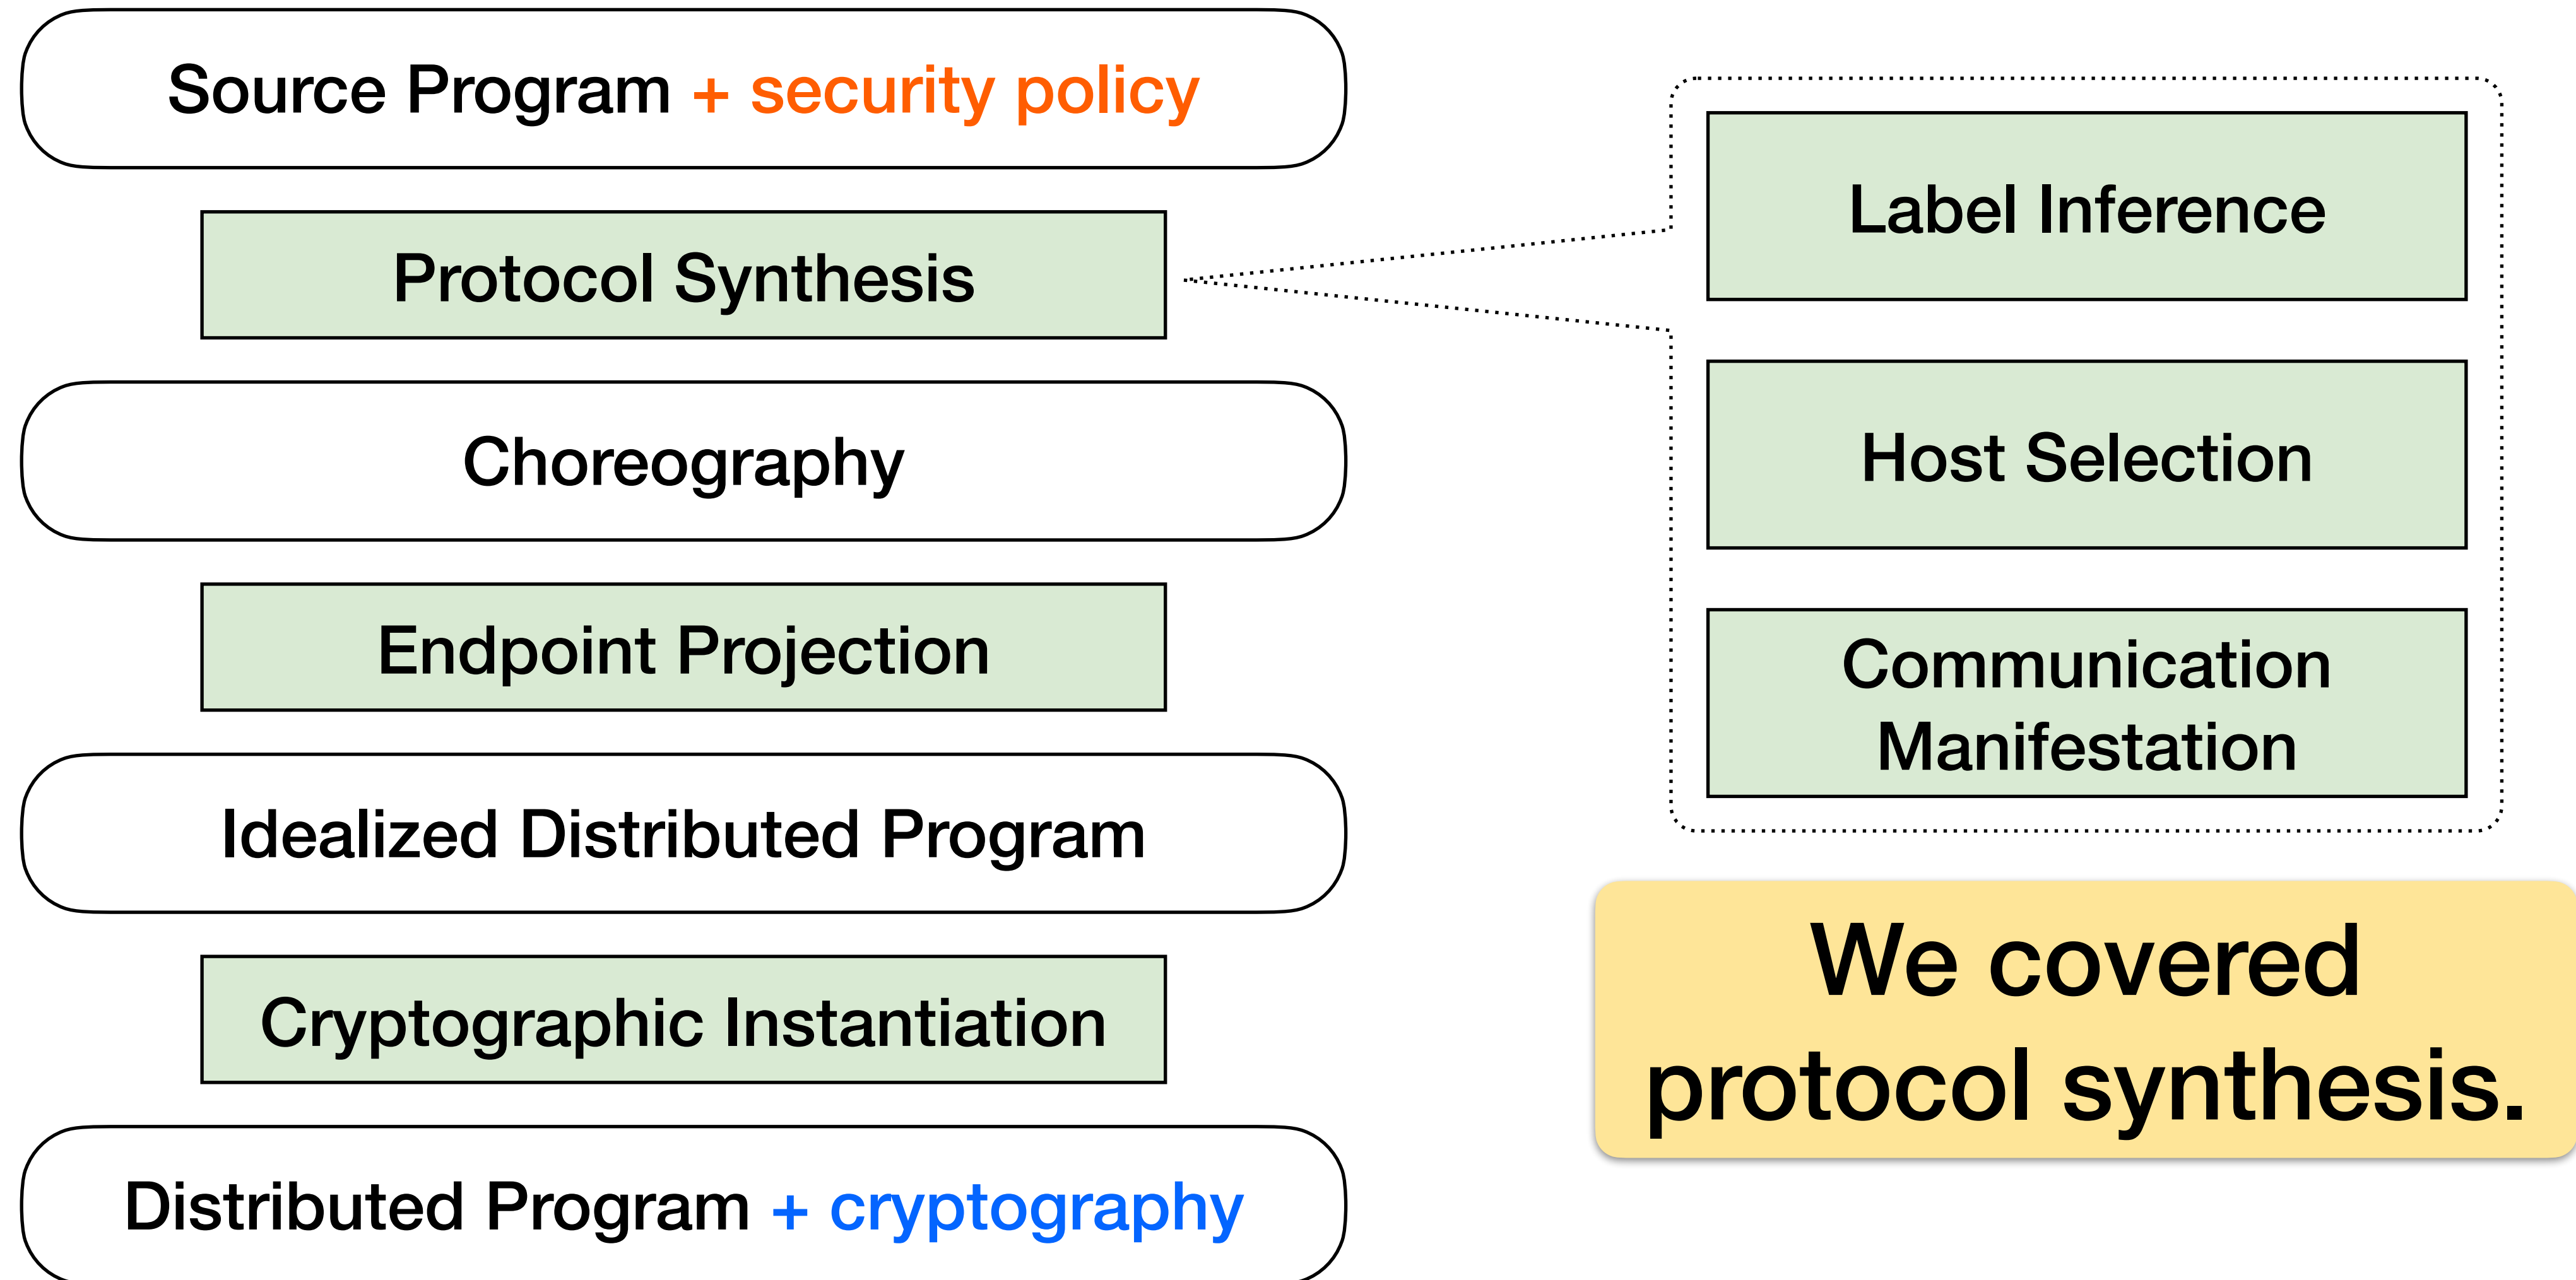 Source Program + security policy
Protocol Synthesis
Choreography
Endpoint Projection
Idealized Distributed Program
Cryptographic Instantiation
Distributed Program + cryptography
Label Inference
Host Selection
Communication
Manifestation
We covered
protocol synthesis.